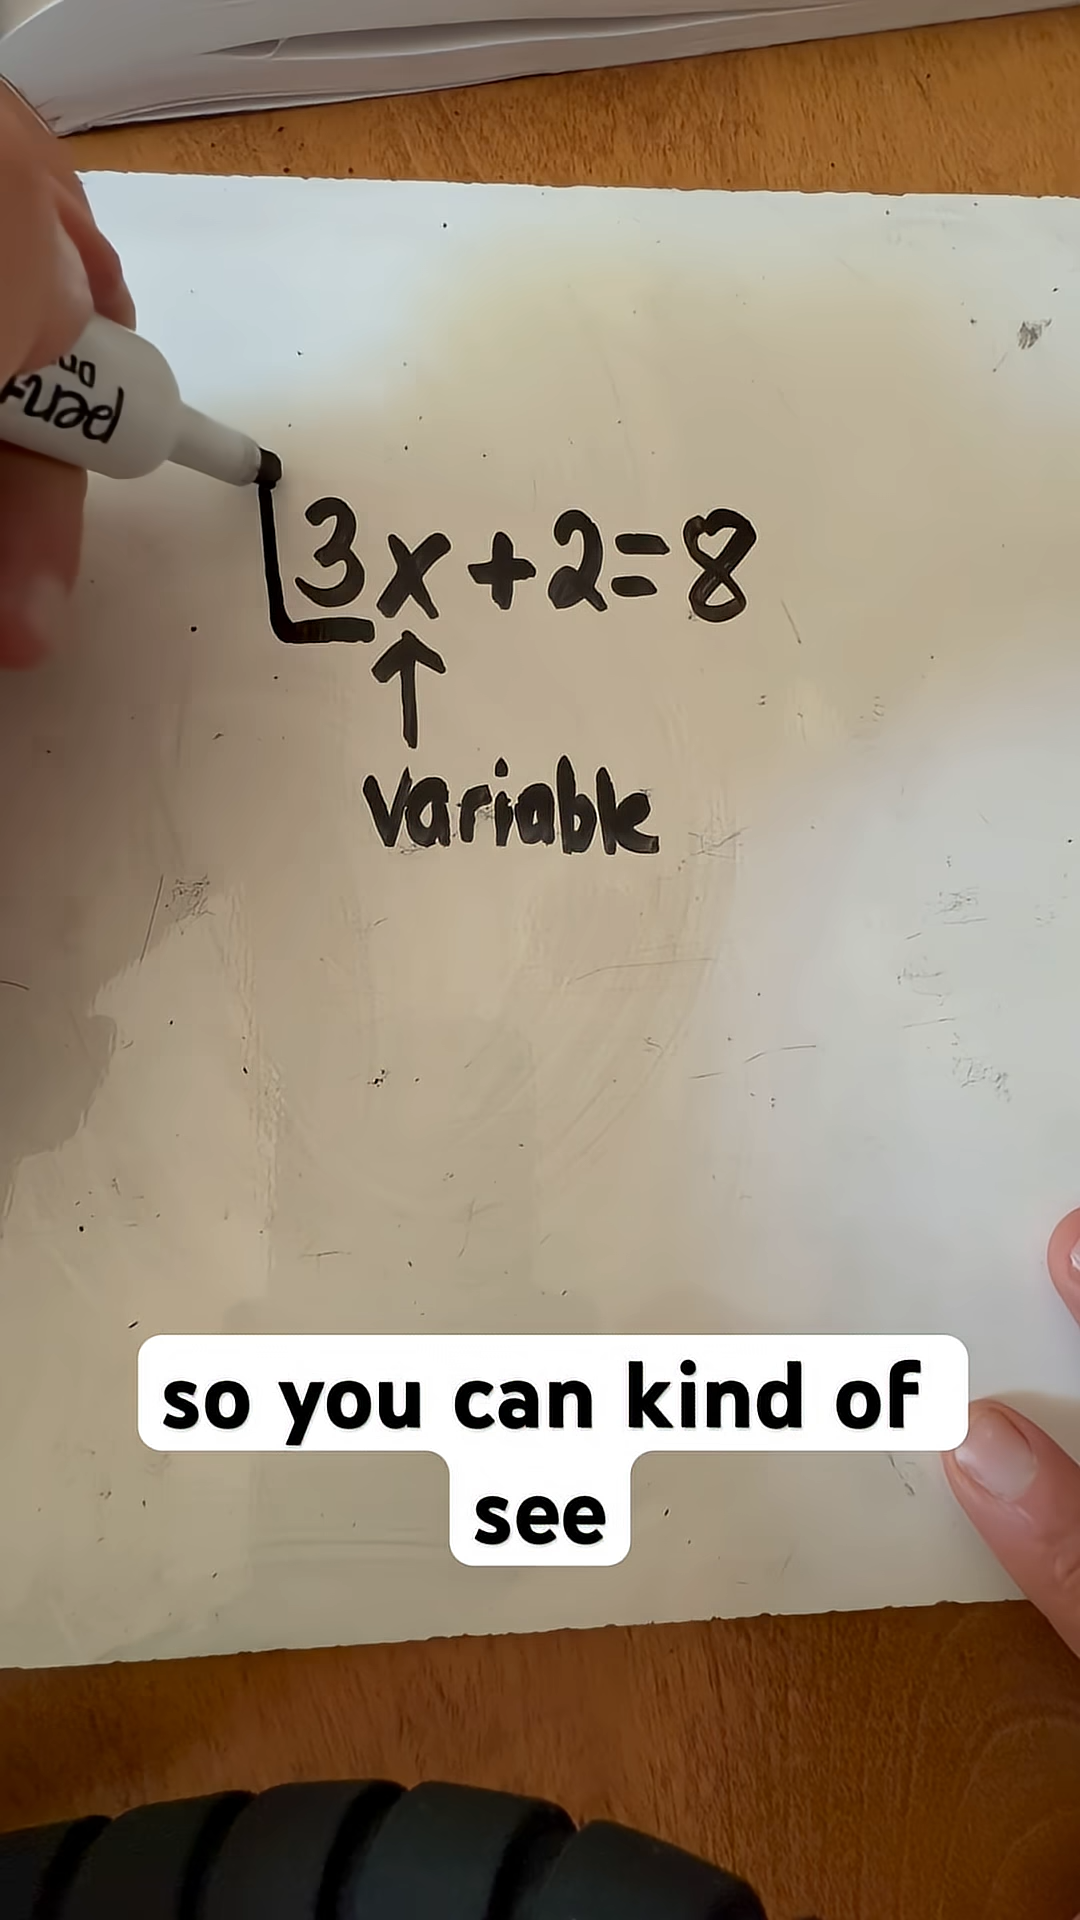 3x+2=8
variable
so you can kind of
see